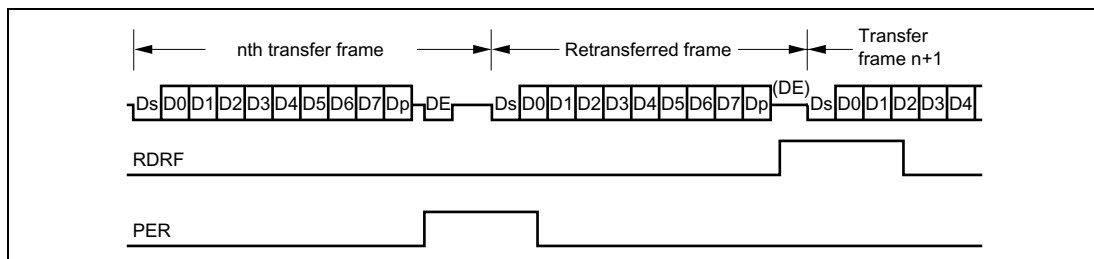 nth transfer frame Retransferred frame Transfer
frame n+1
Ds D0 D1 D2 D3 D4 D5 D6 D7 Dp DE Ds D0 D1 D2 D3 D4 D5 D6 D7 Dp (DE) Ds D0 D1 D2 D3 D4
RDRF
PER